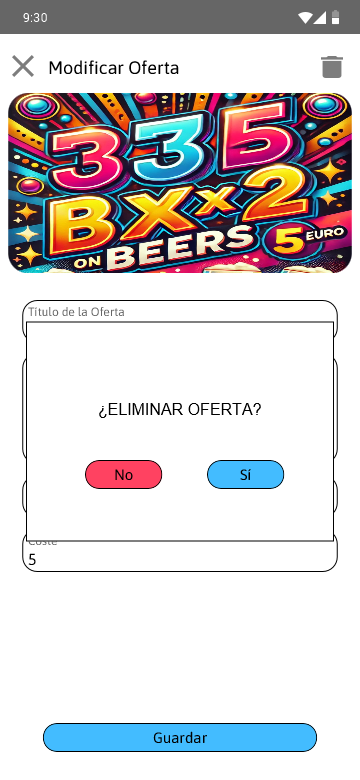 9:30
Modificar Oferta
335
BXx2
ON BEERS 5 EURO
Título de la Oferta
¿ELIMINAR OFERTA?
No
Sí
Coste
5
Guardar